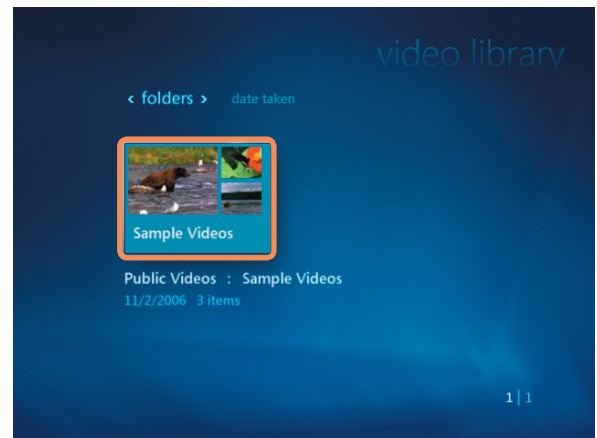 video library
‹ folders › date taken
Sample Videos
Public Videos : Sample Videos
11/2/2006 3 items
1 | 1